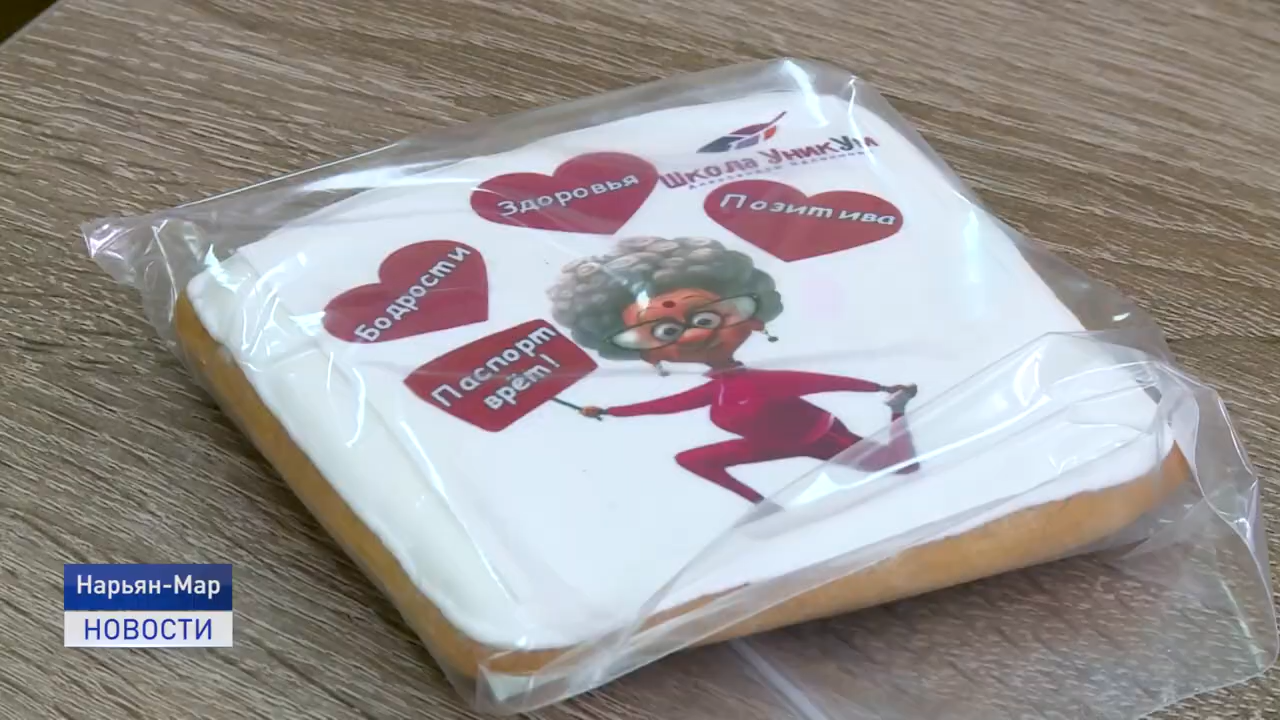 Школа УникУм
Здоровья
Позитива
Бодрости
Паспорт
врёт!
Нарьян-Мар
НОВОСТИ